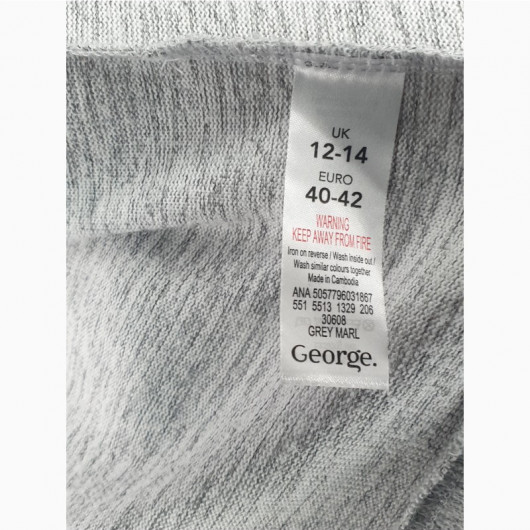 UK
12-14
EURO
40-42
WARNING
KEEP AWAY FROM FIRE
Iron on reverse / Wash inside out /
Wash similar colours together
Made in Cambodia
ANA 5057796031867
551 5513 1329 206
30608
GREY MARL
George.